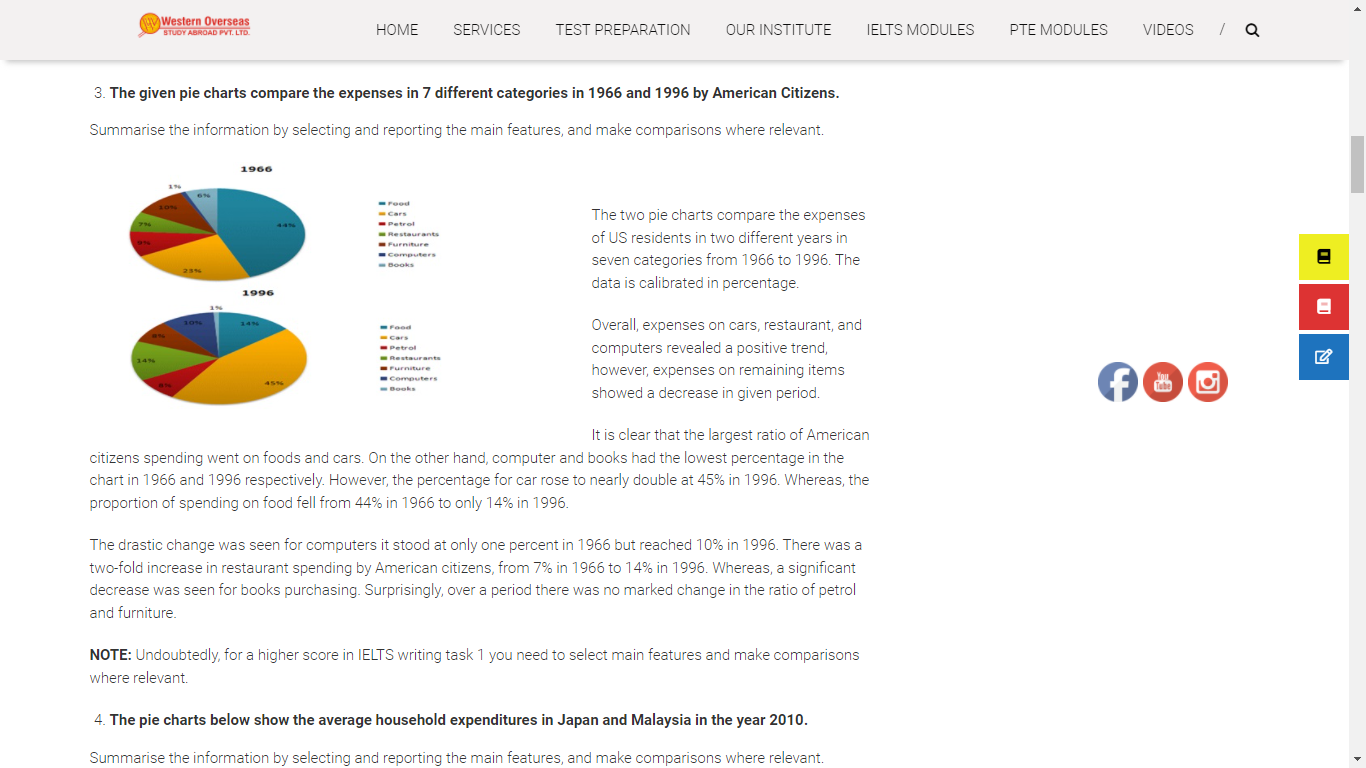 Western Overseas
STUDY ABROAD PVT. LTD.
HOME SERVICES TEST PREPARATION OUR INSTITUTE IELTS MODULES PTE MODULES VIDEOS /
3. The given pie charts compare the expenses in 7 different categories in 1966 and 1996 by American Citizens.
Summarise the information by selecting and reporting the main features, and make comparisons where relevant.
1966
1%
6%
10%
44%
7%
23%
Food
Cars
Petrol
Restaurants
Furniture
Computers
Books
1996
1%
10%
14%
14%
45%
Food
Cars
Petrol
Restaurants
Furniture
Computers
Books
The two pie charts compare the expenses
of US residents in two different years in
seven categories from 1966 to 1996. The
data is calibrated in percentage.
Overall, expenses on cars, restaurant, and
computers revealed a positive trend,
however, expenses on remaining items
showed a decrease in given period.
It is clear that the largest ratio of American
citizens spending went on foods and cars. On the other hand, computer and books had the lowest percentage in the
chart in 1966 and 1996 respectively. However, the percentage for car rose to nearly double at 45% in 1996. Whereas, the
proportion of spending on food fell from 44% in 1966 to only 14% in 1996.
The drastic change was seen for computers it stood at only one percent in 1966 but reached 10% in 1996. There was a
two-fold increase in restaurant spending by American citizens, from 7% in 1966 to 14% in 1996. Whereas, a significant
decrease was seen for books purchasing. Surprisingly, over a period there was no marked change in the ratio of petrol
and furniture.
NOTE: Undoubtedly, for a higher score in IELTS writing task 1 you need to select main features and make comparisons
where relevant.
4. The pie charts below show the average household expenditures in Japan and Malaysia in the year 2010.
Summarise the information by selecting and reporting the main features, and make comparisons where relevant.
You
Tube